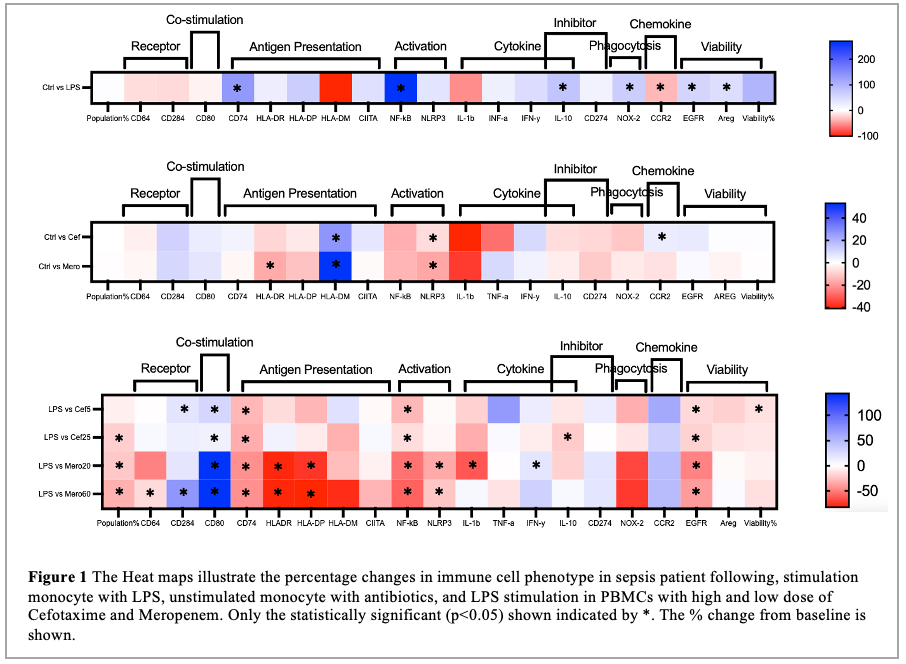 Co-stimulation
Inhibitor
Chemokine
Receptor
Antigen Presentation
Activation
Cytokine
Phagocytosis
Viability
Ctrl vs LPS
*
*
*
*
*
*
*
Population% CD64 CD284 CD80 CD74 HLA-DR HLA-DP HLA-DM CIITA NF-kB NLRP3 IL-1b INF-a IFN-y IL-10 CD274 NOX-2 CCR2 EGFR Areg Viability%
200
100
0
-100
Co-stimulation
Inhibitor
Chemokine
Receptor
Antigen Presentation
Activation
Cytokine
Phagocytosis
Viability
Ctrl vs Cef
* * *
Ctrl vs Mero
* * *
Population% CD64 CD284 CD80 CD74 HLA-DR HLA-DP HLA-DM CIITA NF-kB NLRP3 IL-1b TNF-a IFN-y IL-10 CD274 NOX-2 CCR2 EGFR AREG Viability%
40
20
0
-20
-40
Co-stimulation
Inhibitor
Chemokine
Receptor
Antigen Presentation
Activation
Cytokine
Phagocytosis
Viability
LPS vs Cef5
* * * * * *
LPS vs Cef25
* * * * * *
LPS vs Mero20
* * * * * * * * * *
LPS vs Mero60
* * * * * * * * * *
Population% CD64 CD284 CD80 CD74 HLADR HLA-DP HLA-DM CIITA NF-kB NLRP3 IL-1b TNF-a IFN-y IL-10 CD274 NOX-2 CCR2 EGFR Areg Viability%
100
50
0
-50
Figure 1 The Heat maps illustrate the percentage changes in immune cell phenotype in sepsis patient following, stimulation
monocyte with LPS, unstimulated monocyte with antibiotics, and LPS stimulation in PBMCs with high and low dose of
Cefotaxime and Meropenem. Only the statistically significant (p<0.05) shown indicated by *. The % change from baseline is
shown.